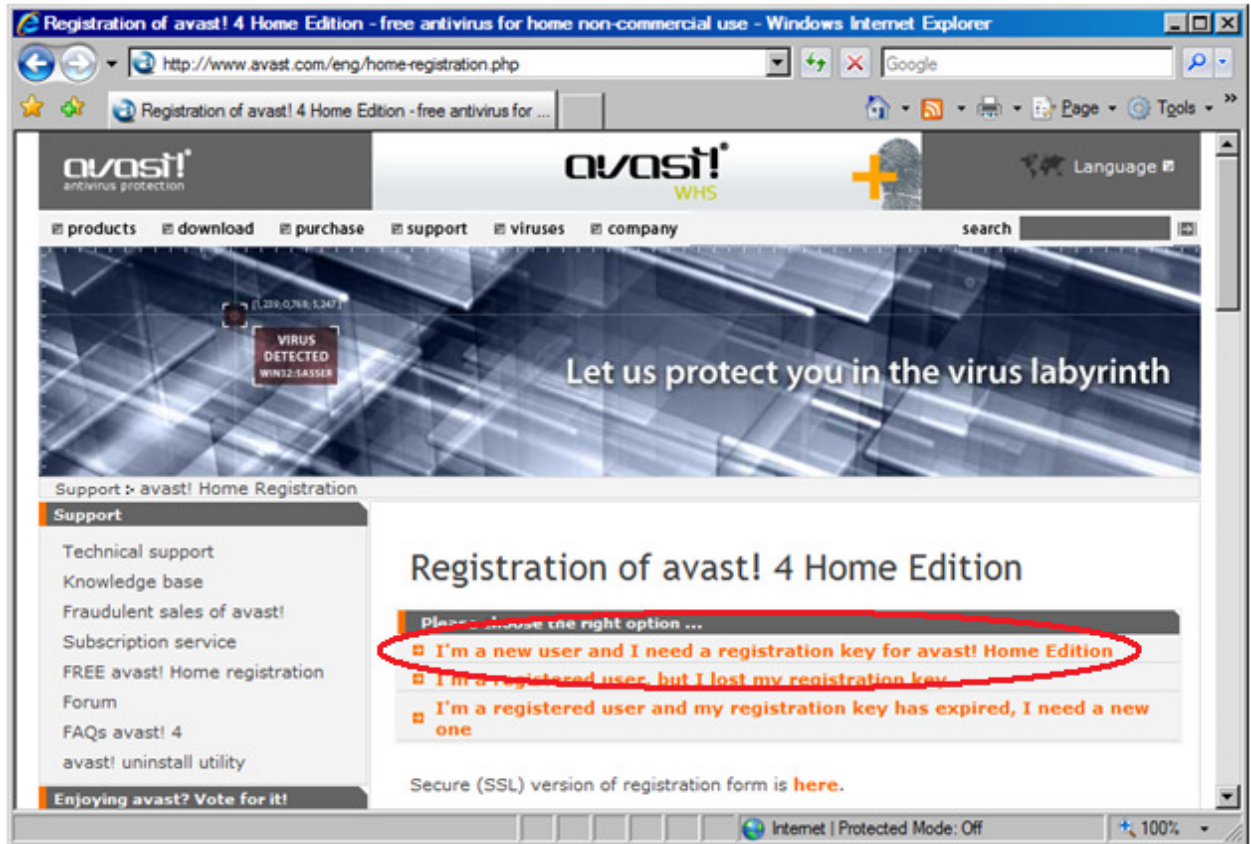 Registration of avast! 4 Home Edition - free antivirus for home non-commercial use - Windows Internet Explorer
http://www.avast.com/eng/home-registration.php
Google
Registration of avast! 4 Home Edition - free antivirus for ...
Page
Tools
avast!
antivirus protection
avast!
WHS
Language
products download purchase support viruses company search
VIRUS
DETECTED
WIN32:SASSER
Let us protect you in the virus labyrinth
Support > avast! Home Registration
Support
Technical support
Knowledge base
Fraudulent sales of avast!
Subscription service
FREE avast! Home registration
Forum
FAQs avast! 4
avast! uninstall utility
Enjoying avast? Vote for it!
Registration of avast! 4 Home Edition
Please choose the right option ...
I'm a new user and I need a registration key for avast! Home Edition
I'm a registered user, but I lost my registration key
I'm a registered user and my registration key has expired, I need a new
one
Secure (SSL) version of registration form is here.
Internet | Protected Mode: Off
100%